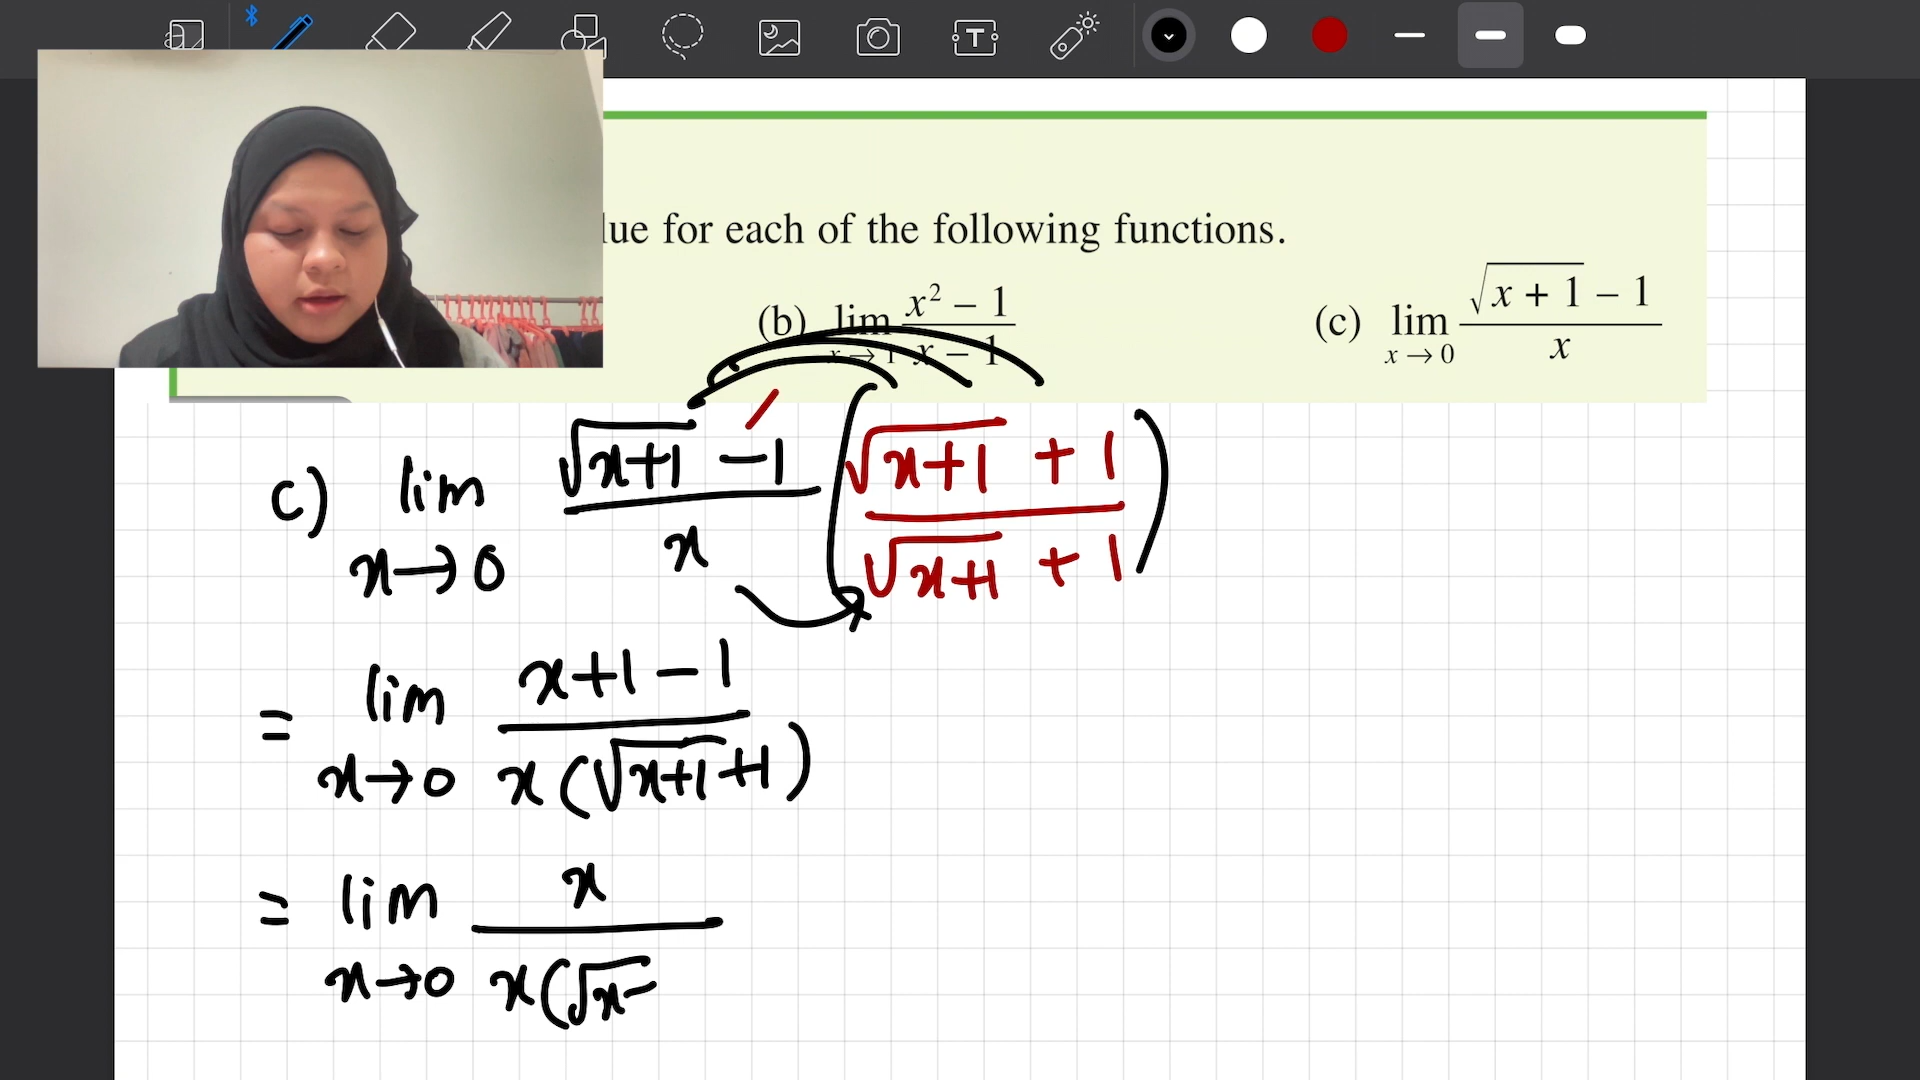 lue for each of the following functions.
(b) lim x→1 (x² − 1)/(x − 1)
(c) lim x→0 (√(x + 1) − 1)/x
c) lim x→0 (√(x+1) − 1)/x ((√(x+1) + 1)/(√(x+1) + 1))
= lim x→0 (x+1−1)/(x(√(x+1)+1))
= lim x→0 x/(x(√x